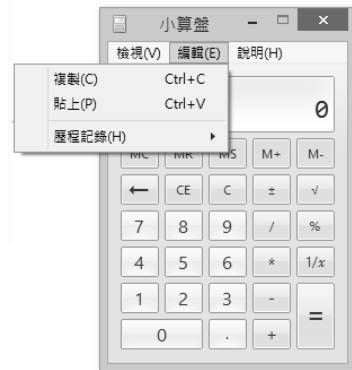 小算盤
檢視(V) 編輯(E) 說明(H)
複製(C) Ctrl+C
貼上(P) Ctrl+V
歷程記錄(H)
0
MC MR MS M+ M-
← CE C ± √
7 8 9 / %
4 5 6 * 1/x
1 2 3 - =
0 . +